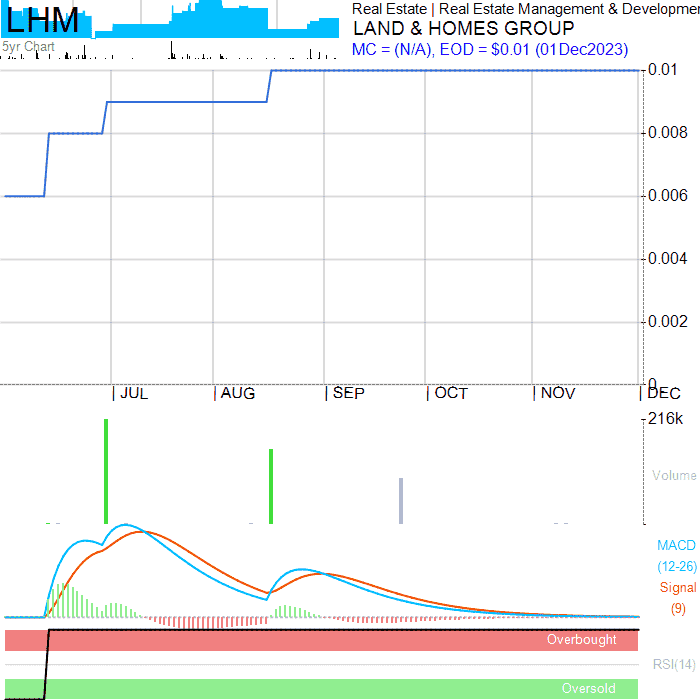 LHM
Real Estate | Real Estate Management & Developmen
LAND & HOMES GROUP
5yr Chart
MC = (N/A), EOD = $0.01 (01Dec2023)
0.01
0.008
0.006
0.004
0.002
0
JUL AUG SEP OCT NOV DEC
216k
Volume
MACD
(12-26)
Signal
(9)
Overbought
RSI(14)
Oversold